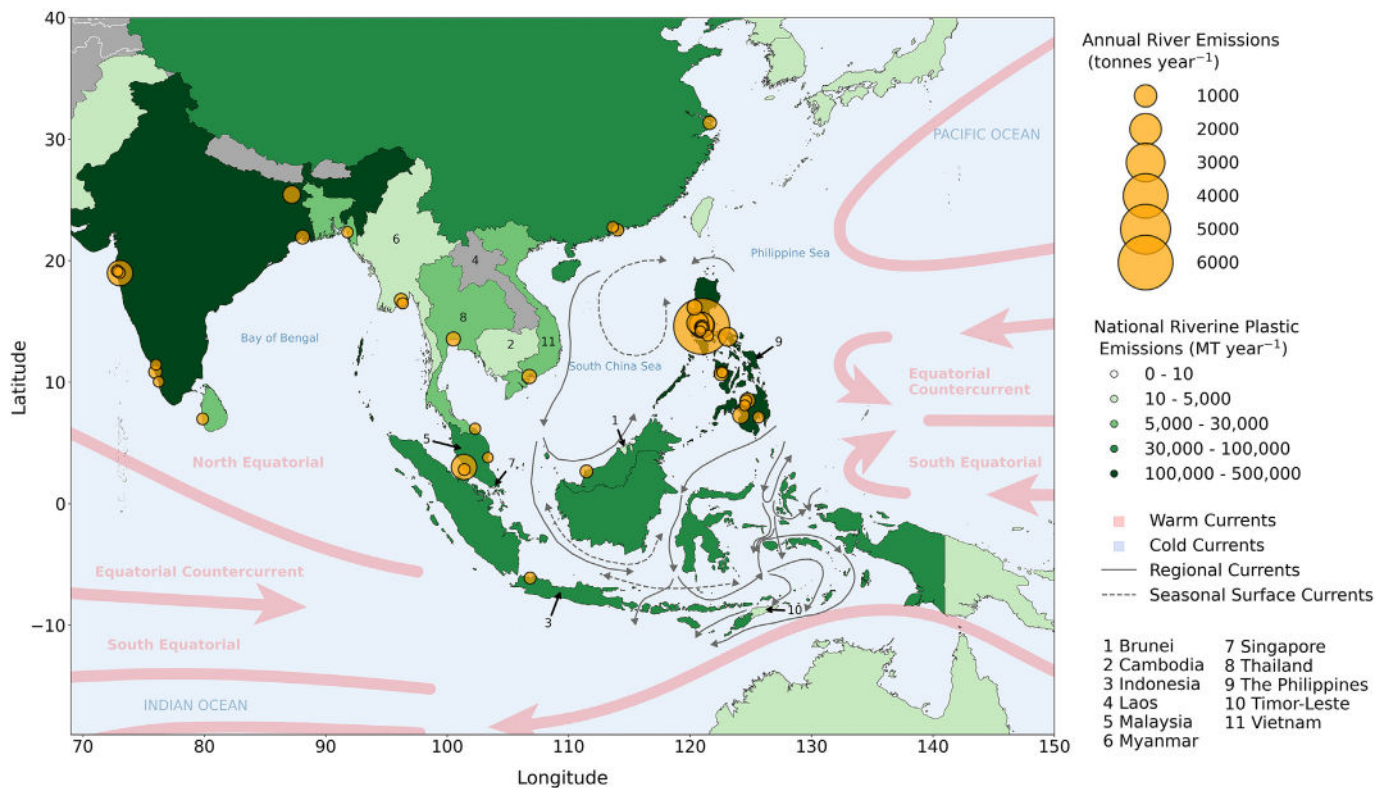 40
30
20
10
0
−10
Latitude
70
80
90
100
110
120
130
140
150
Longitude
PACIFIC OCEAN
Philippine Sea
Bay of Bengal
South China Sea
Equatorial
Countercurrent
North Equatorial
South Equatorial
Equatorial Countercurrent
South Equatorial
INDIAN OCEAN
6
4
8
2
11
9
1
5
7
3
10
Annual River Emissions
(tonnes year⁻¹)
1000
2000
3000
4000
5000
6000
National Riverine Plastic
Emissions (MT year⁻¹)
0 - 10
10 - 5,000
5,000 - 30,000
30,000 - 100,000
100,000 - 500,000
Warm Currents
Cold Currents
Regional Currents
Seasonal Surface Currents
1 Brunei
2 Cambodia
3 Indonesia
4 Laos
5 Malaysia
6 Myanmar
7 Singapore
8 Thailand
9 The Philippines
10 Timor-Leste
11 Vietnam